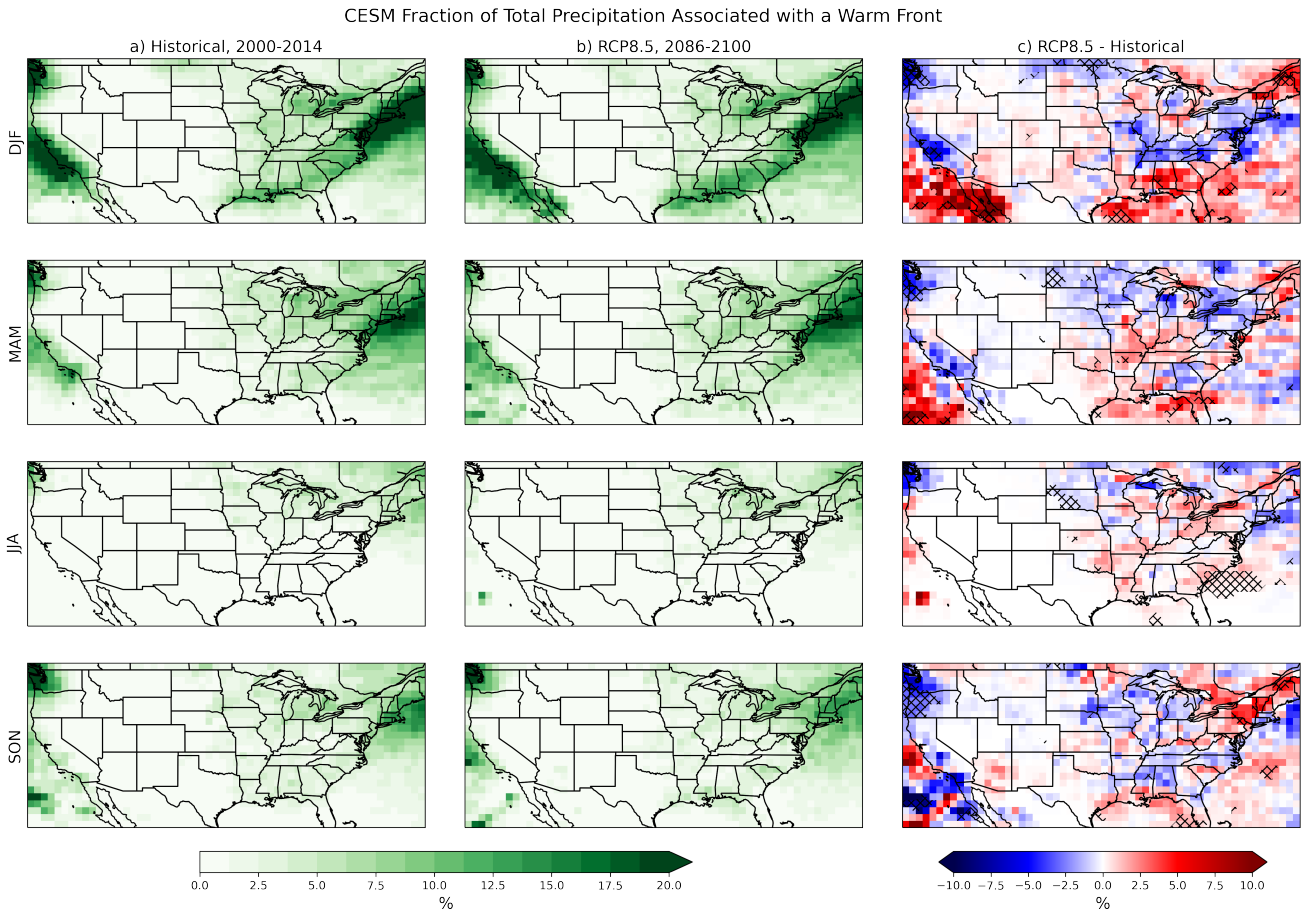 CESM Fraction of Total Precipitation Associated with a Warm Front
a) Historical, 2000-2014
b) RCP8.5, 2086-2100
c) RCP8.5 - Historical
DJF
MAM
JJA
SON
0.0 2.5 5.0 7.5 10.0 12.5 15.0 17.5 20.0
%
−10.0 −7.5 −5.0 −2.5 0.0 2.5 5.0 7.5 10.0
%